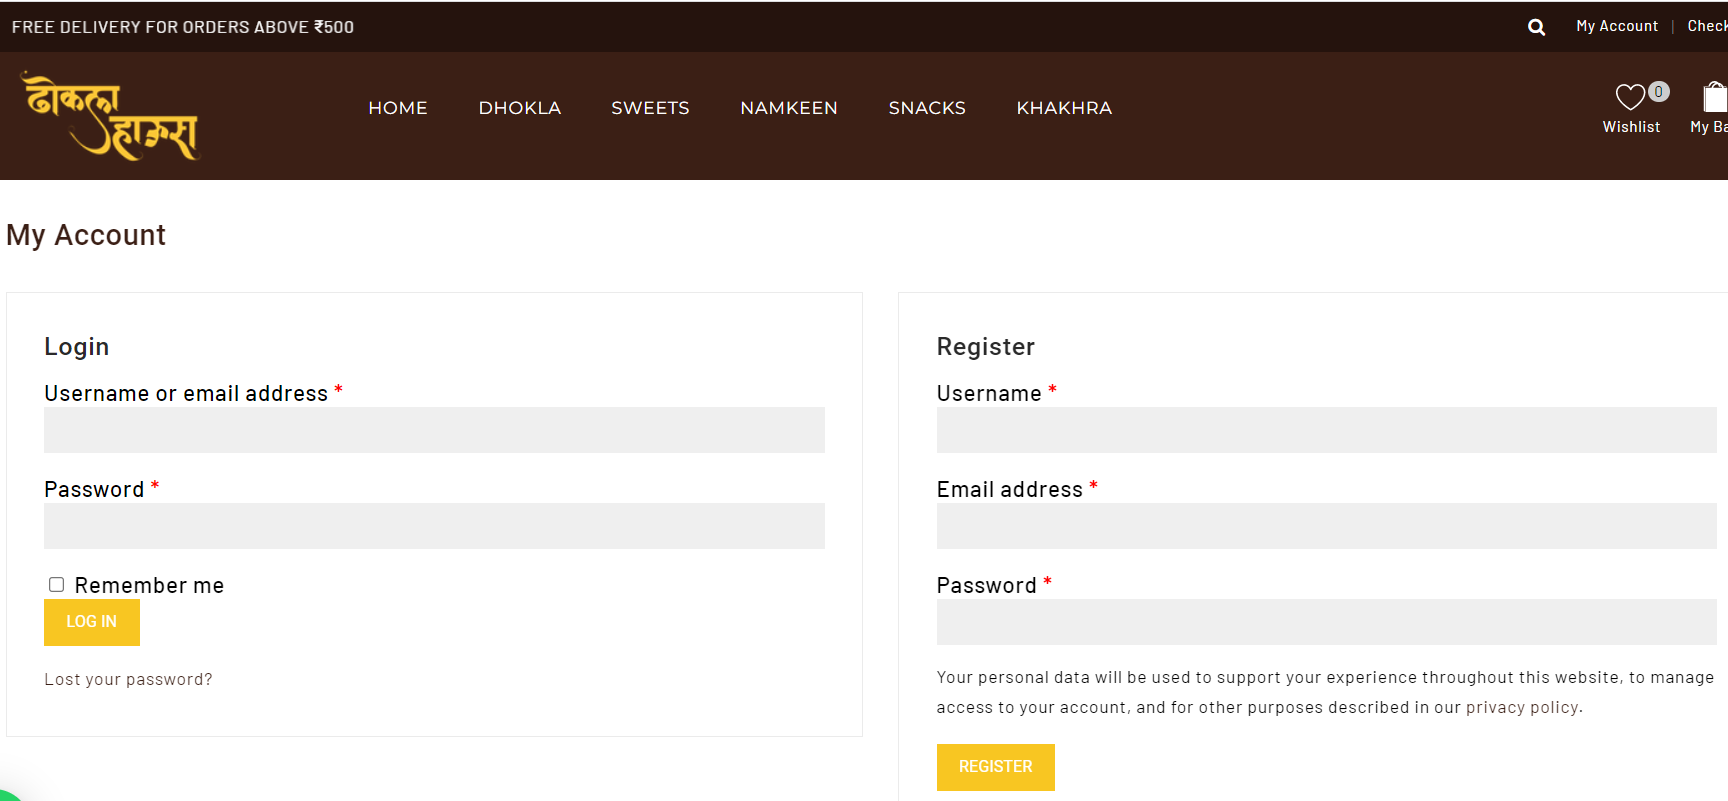 FREE DELIVERY FOR ORDERS ABOVE ₹500
My Account | Check
ढोकला
हाऊस
HOME DHOKLA SWEETS NAMKEEN SNACKS KHAKHRA
0
Wishlist My Ba
My Account
Login
Username or email address *
Password *
Remember me
LOG IN
Lost your password?
Register
Username *
Email address *
Password *
Your personal data will be used to support your experience throughout this website, to manage
access to your account, and for other purposes described in our privacy policy.
REGISTER